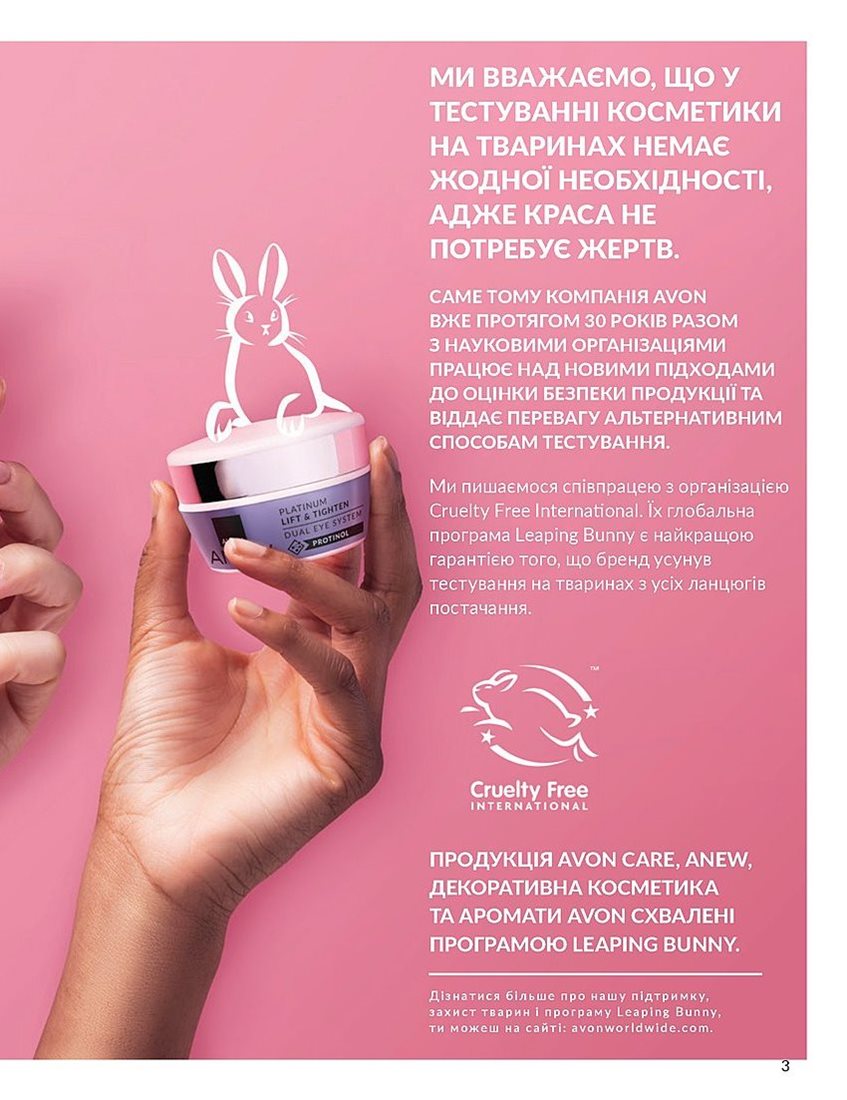 МИ ВВАЖАЄМО, ЩО У
ТЕСТУВАННІ КОСМЕТИКИ
НА ТВАРИНАХ НЕМАЄ
ЖОДНОЇ НЕОБХІДНОСТІ,
АДЖЕ КРАСА НЕ
ПОТРЕБУЄ ЖЕРТВ.
САМЕ ТОМУ КОМПАНІЯ AVON
ВЖЕ ПРОТЯГОМ 30 РОКІВ РАЗОМ
З НАУКОВИМИ ОРГАНІЗАЦІЯМИ
ПРАЦЮЄ НАД НОВИМИ ПІДХОДАМИ
ДО ОЦІНКИ БЕЗПЕКИ ПРОДУКЦІЇ ТА
ВІДДАЄ ПЕРЕВАГУ АЛЬТЕРНАТИВНИМ
СПОСОБАМ ТЕСТУВАННЯ.
Ми пишаємося співпрацею з організацією
Cruelty Free International. Їх глобальна
програма Leaping Bunny є найкращою
гарантією того, що бренд усунув
тестування на тваринах з усіх ланцюгів
постачання.
PLATINUM
LIFT & TIGHTEN
DUAL EYE SYSTEM
PROTINOL
TM
Cruelty Free
INTERNATIONAL
ПРОДУКЦІЯ AVON CARE, ANEW,
ДЕКОРАТИВНА КОСМЕТИКА
ТА АРОМАТИ AVON СХВАЛЕНІ
ПРОГРАМОЮ LEAPING BUNNY.
Дізнатися більше про нашу підтримку,
захист тварин і програму Leaping Bunny,
ти можеш на сайті: avonworldwide.com.
3